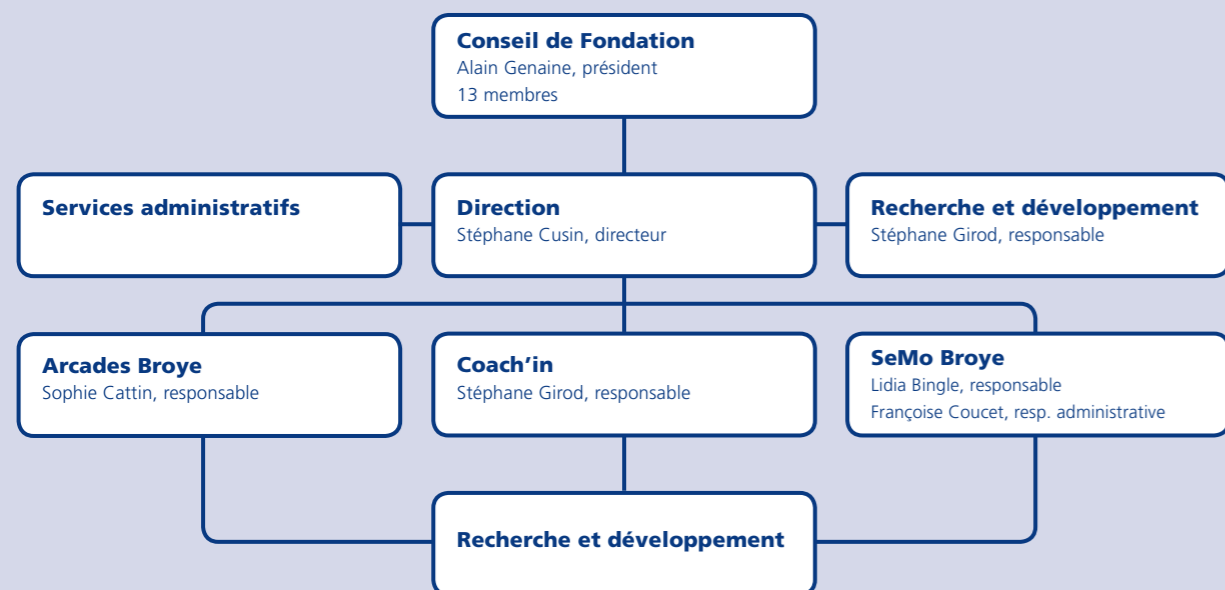 Conseil de Fondation
Alain Genaine, président
13 membres
Services administratifs
Direction
Stéphane Cusin, directeur
Recherche et développement
Stéphane Girod, responsable
Arcades Broye
Sophie Cattin, responsable
Coach’in
Stéphane Girod, responsable
SeMo Broye
Lidia Bingle, responsable
Françoise Coucet, resp. administrative
Recherche et développement